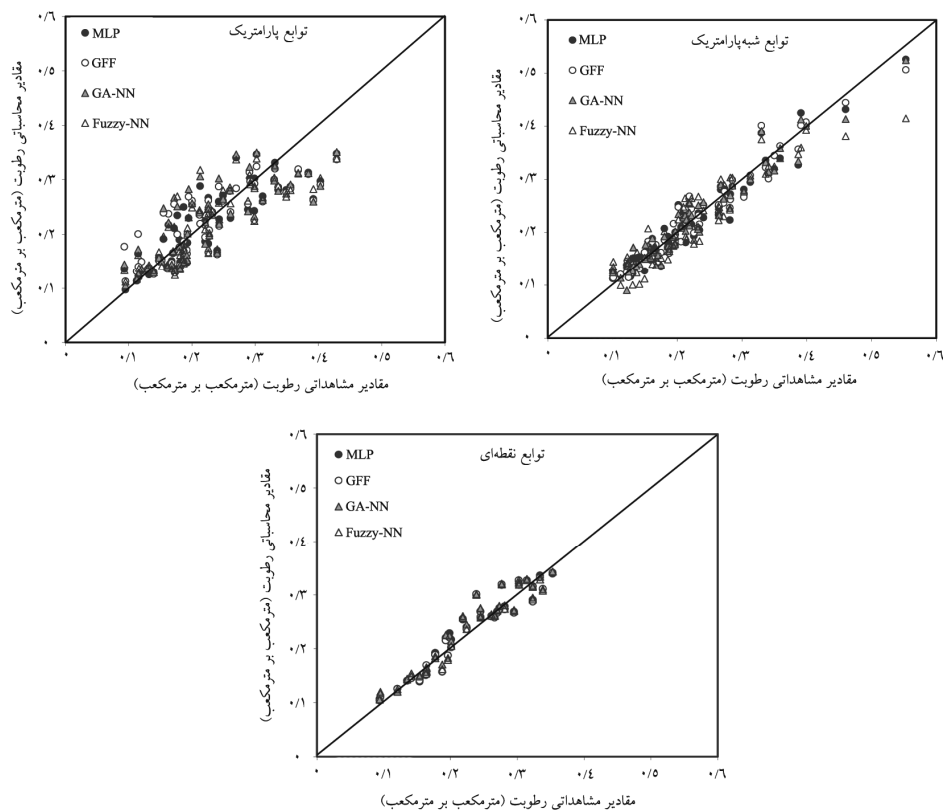 توابع پارامتریک
MLP
GFF
GA-NN
Fuzzy-NN
۰/۶
۰/۵
۰/۴
۰/۳
۰/۲
۰/۱
۰
۰
۰/۱
۰/۲
۰/۳
۰/۴
۰/۵
۰/۶
مقادیر محاسباتی رطوبت (مترمکعب بر مترمکعب)
مقادیر مشاهداتی رطوبت (مترمکعب بر مترمکعب)
توابع شبه‌پارامتریک
MLP
GFF
GA-NN
Fuzzy-NN
۰/۶
۰/۵
۰/۴
۰/۳
۰/۲
۰/۱
۰
۰
۰/۱
۰/۲
۰/۳
۰/۴
۰/۵
۰/۶
مقادیر محاسباتی رطوبت (مترمکعب بر مترمکعب)
مقادیر مشاهداتی رطوبت (مترمکعب بر مترمکعب)
توابع نقطه‌ای
MLP
GFF
GA-NN
Fuzzy-NN
۰/۶
۰/۵
۰/۴
۰/۳
۰/۲
۰/۱
۰
۰
۰/۱
۰/۲
۰/۳
۰/۴
۰/۵
۰/۶
مقادیر محاسباتی رطوبت (مترمکعب بر مترمکعب)
مقادیر مشاهداتی رطوبت (مترمکعب بر مترمکعب)